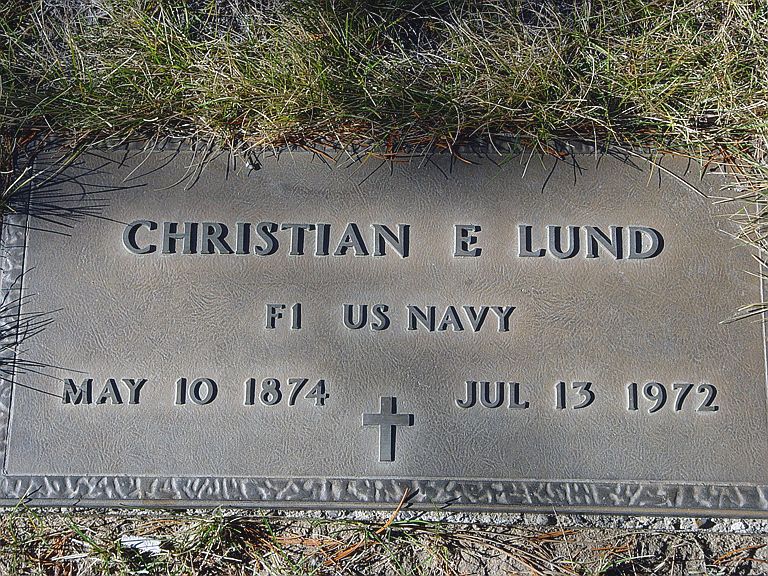 CHRISTIAN E LUND
F1 US NAVY
MAY 10 1874 JUL 13 1972